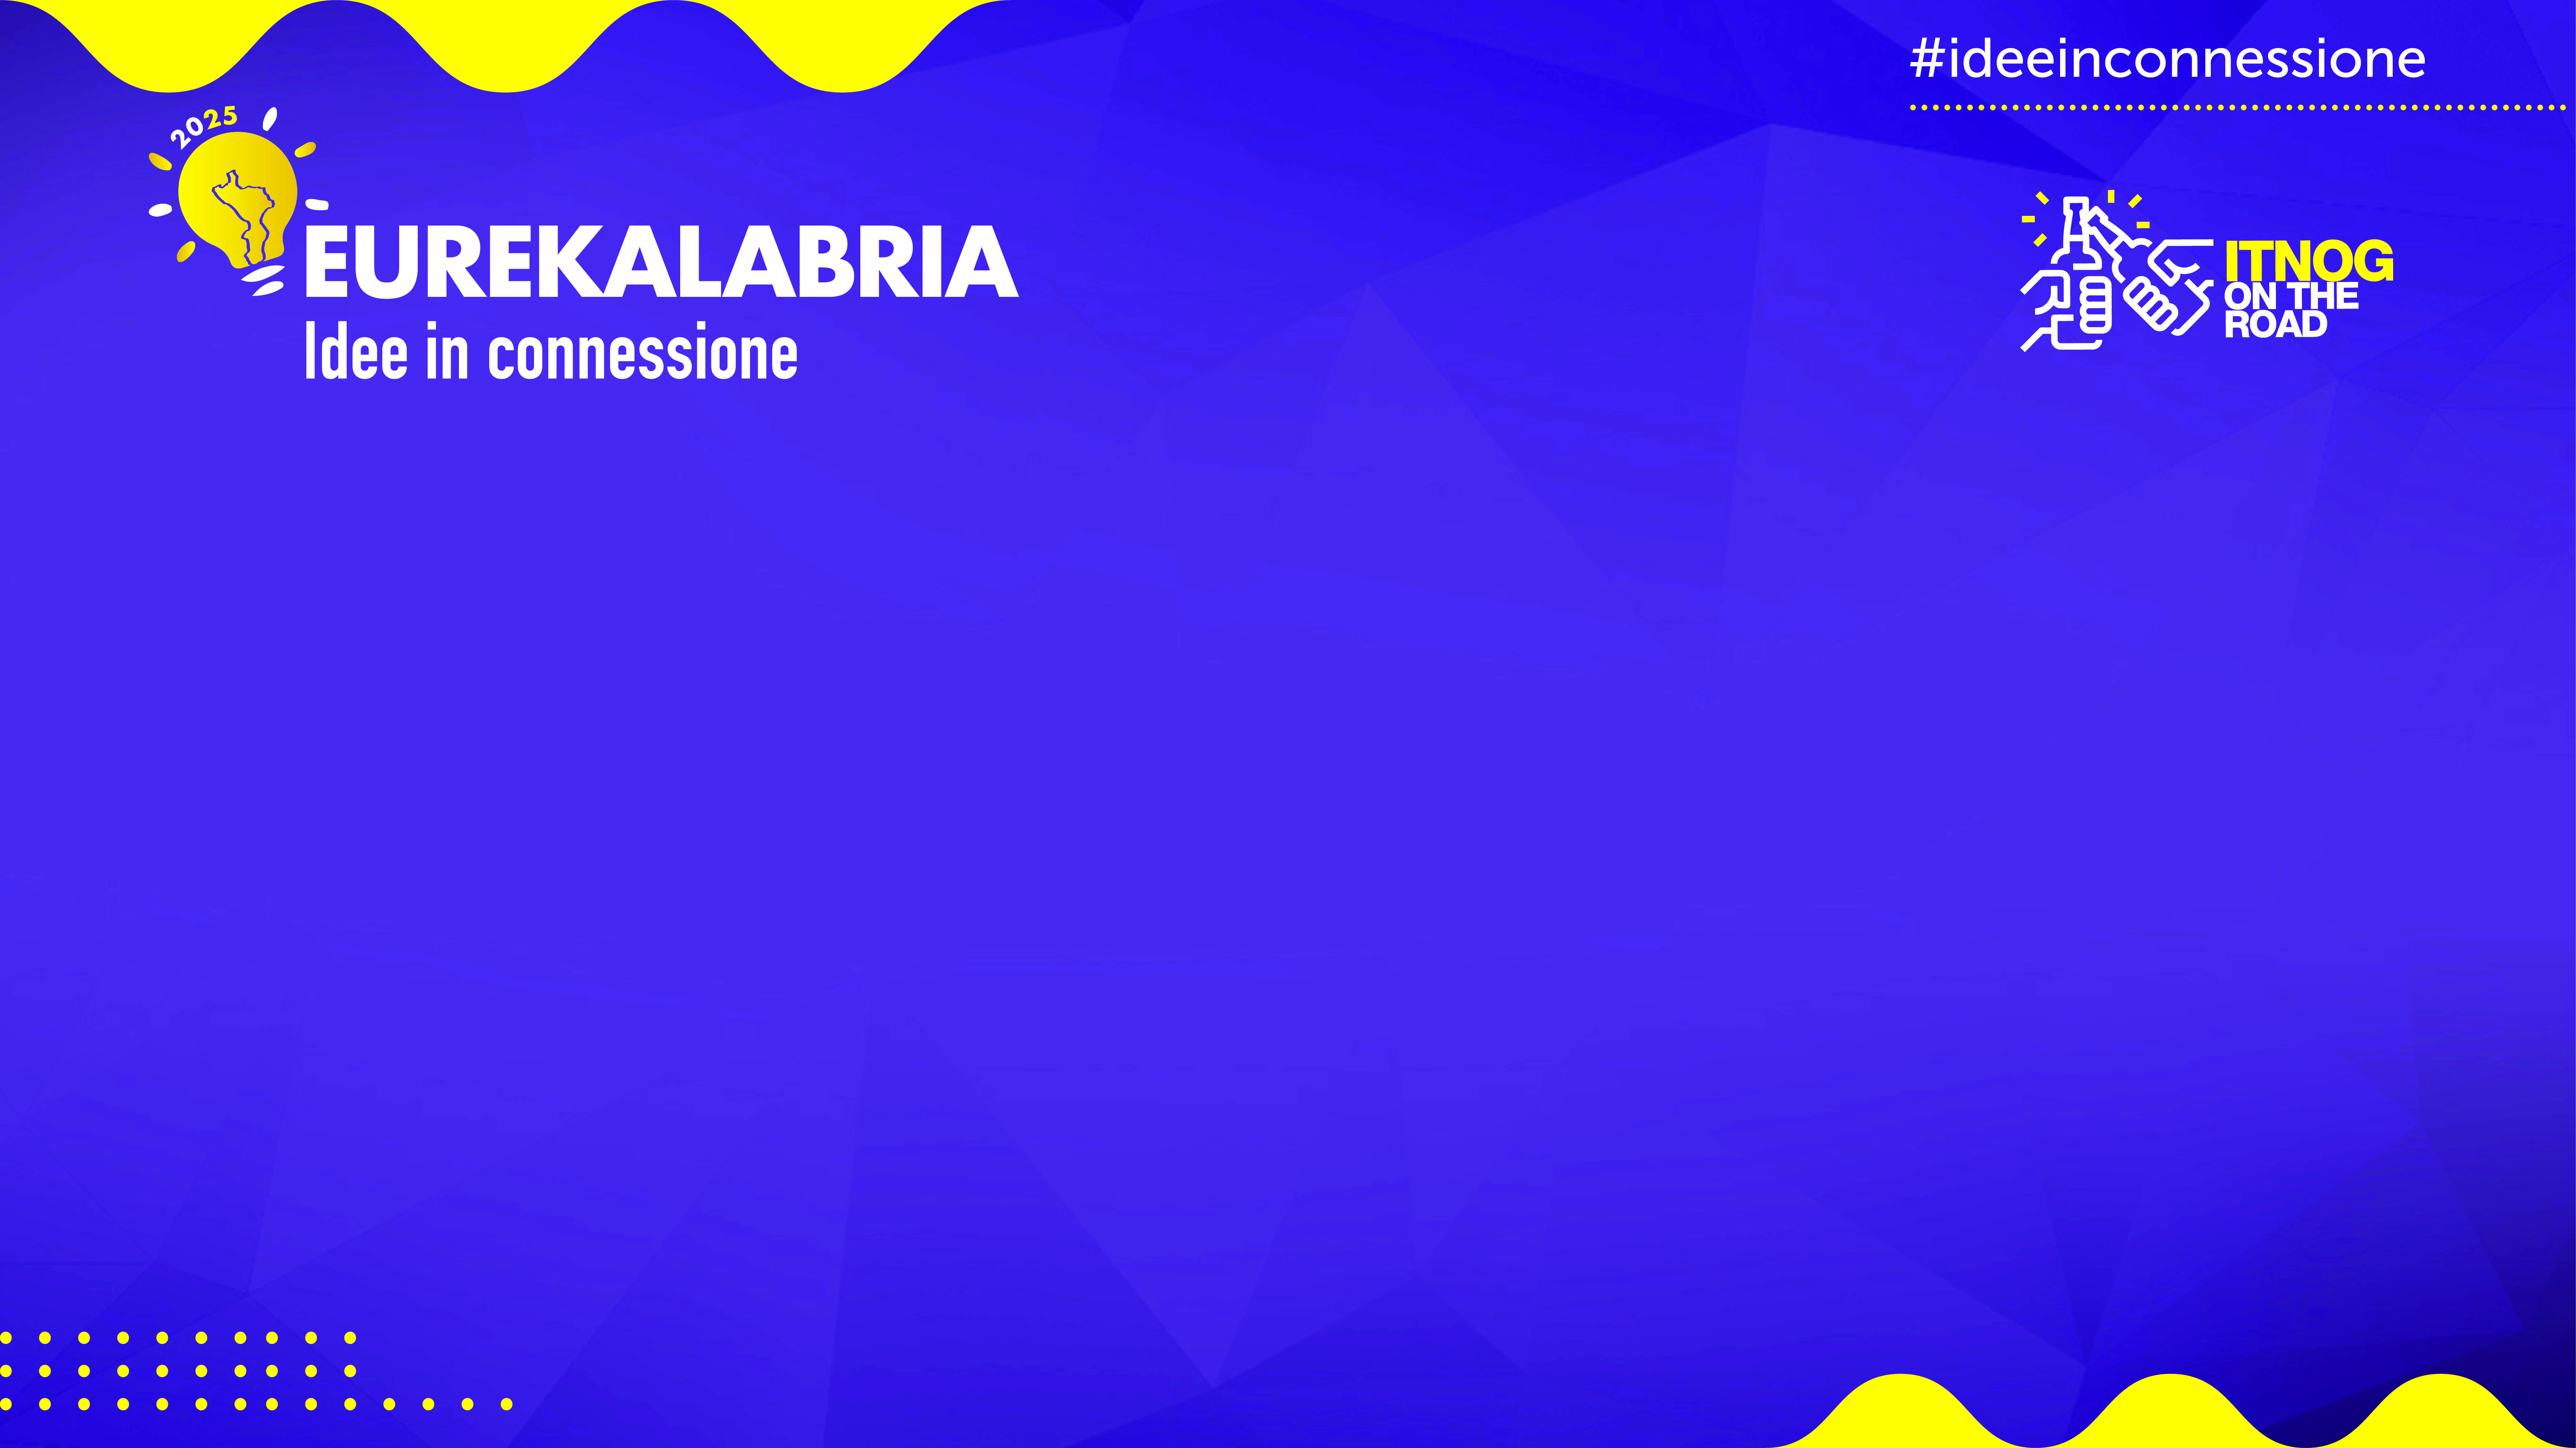 #ideeinconnessione
2025
EUREKALABRIA
Idee in connessione
ITNOG
ON THE
ROAD